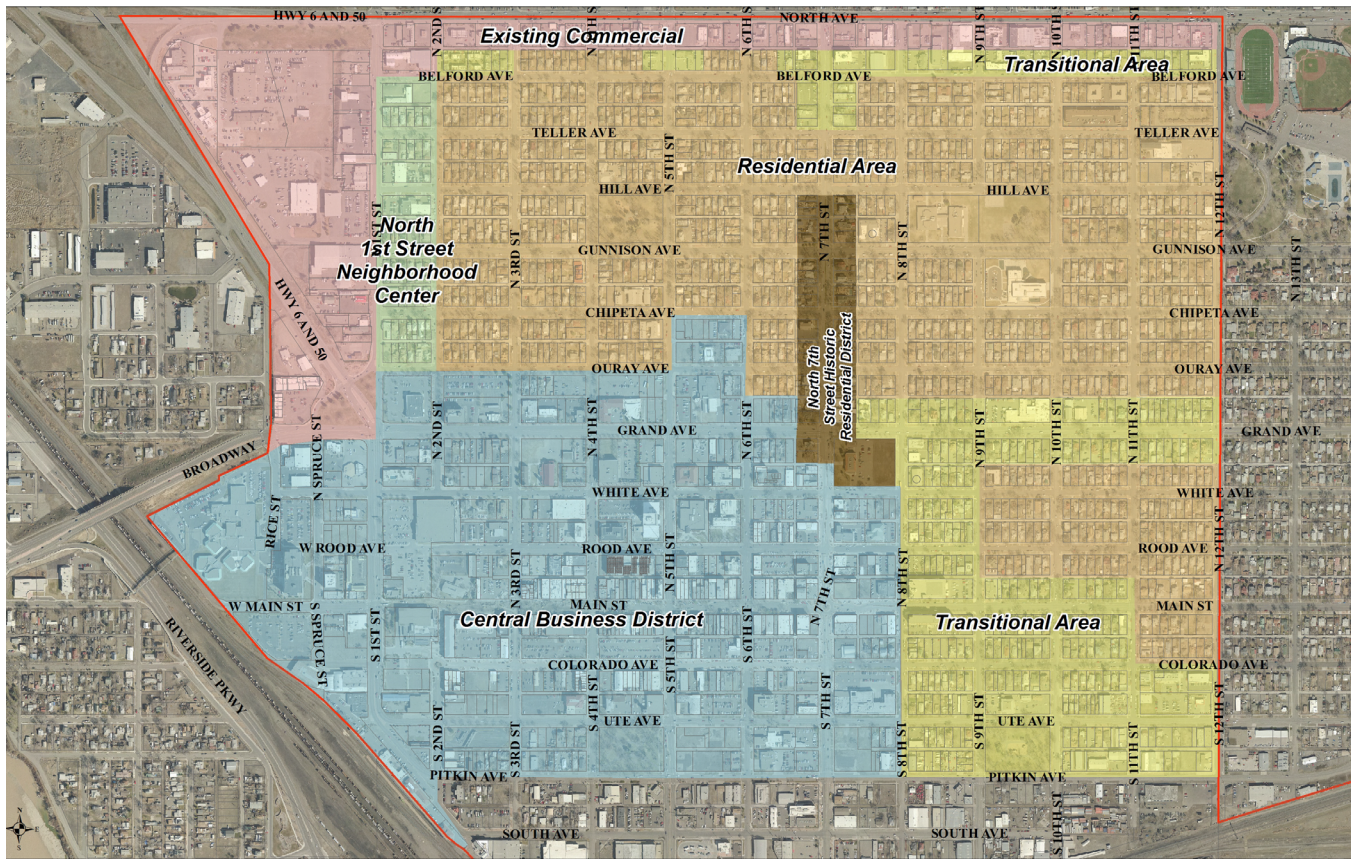 HWY 6 AND 50
NORTH AVE
N 2ND ST
N 4TH ST
N 6TH ST
N 9TH ST
N 10TH ST
N 11TH ST
Existing Commercial
Transitional Area
BELFORD AVE
BELFORD AVE
BELFORD AVE
TELLER AVE
TELLER AVE
N 5TH ST
Residential Area
HILL AVE
HILL AVE
N 12TH ST
North
1st Street
Neighborhood
Center
N 3RD ST
N 7TH ST
N 8TH ST
GUNNISON AVE
GUNNISON AVE
N 13TH ST
HWY 6 AND 50
CHIPETA AVE
CHIPETA AVE
North 7th
Street Historic
Residential District
OURAY AVE
OURAY AVE
N SPRUCE ST
N 2ND ST
N 4TH ST
GRAND AVE
N 6TH ST
N 9TH ST
N 10TH ST
N 11TH ST
GRAND AVE
BROADWAY
WHITE AVE
WHITE AVE
RICE ST
W ROOD AVE
ROOD AVE
ROOD AVE
N 12TH ST
N 3RD ST
N 5TH ST
N 7TH ST
N 8TH ST
W MAIN ST
MAIN ST
MAIN ST
Central Business District
Transitional Area
S SPRUCE ST
S 1ST ST
S 6TH ST
RIVERSIDE PKWY
COLORADO AVE
COLORADO AVE
S 5TH ST
S 2ND ST
S 3RD ST
S 4TH ST
UTE AVE
S 7TH ST
S 8TH ST
S 9TH ST
UTE AVE
S 11TH ST
S 12TH ST
PITKIN AVE
PITKIN AVE
SOUTH AVE
SOUTH AVE
S 10TH ST
N
E
S